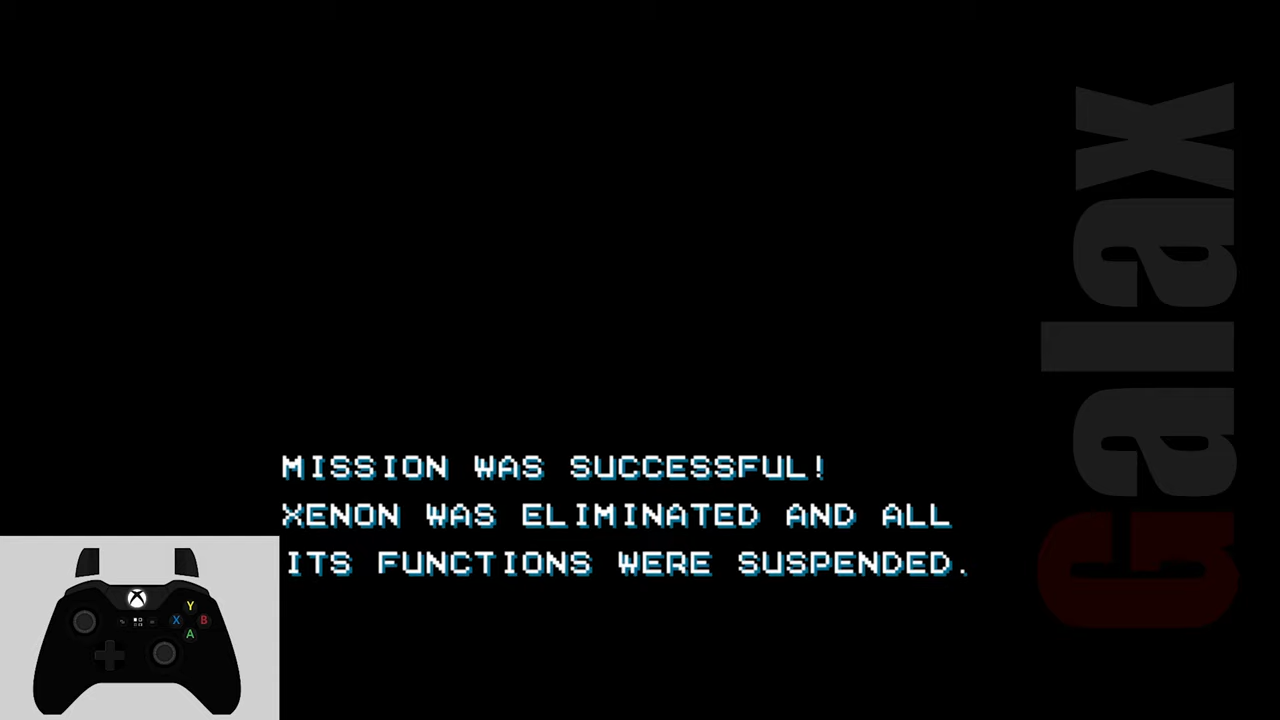 MISSION WAS SUCCESSFUL!
XENON WAS ELIMINATED AND ALL
ITS FUNCTIONS WERE SUSPENDED.
Galax
Y
X B
A